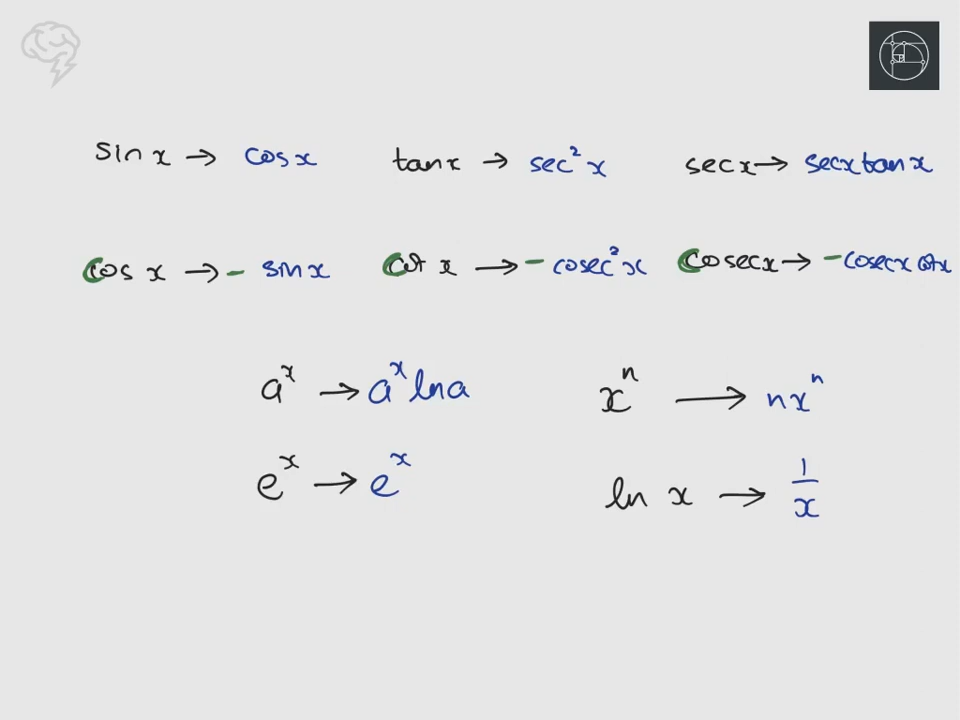 sin x → cos x tan x → sec² x sec x → sec x tan x
cos x → - sin x cot x → - cosec² x cosec x → - cosec x cot x
aˣ → aˣ ln a xⁿ → nxⁿ
eˣ → eˣ ln x → 1/x